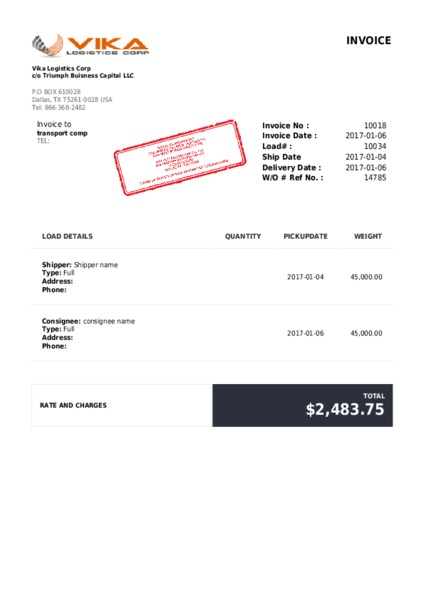 VIKA
LOGISTICS CORP
INVOICE
Vika Logistics Corp
c/o Triumph Buisness Capital LLC
P.O BOX 610028
Dallas, TX 75261-0028 USA
Tel: 866-368-2482
Invoice to
transport comp
TEL:
Invoice No : 10018
Invoice Date : 2017-01-06
Load# : 10034
Ship Date 2017-01-04
Delivery Date : 2017-01-06
W/O # Ref No. : 14785
LOAD DETAILS QUANTITY PICKUPDATE WEIGHT
Shipper: Shipper name
Type: Full
Address:
Phone:
2017-01-04 45,000.00
Consignee: consignee name
Type: Full
Address:
Phone:
2017-01-06 45,000.00
RATE AND CHARGES
TOTAL
$2,483.75